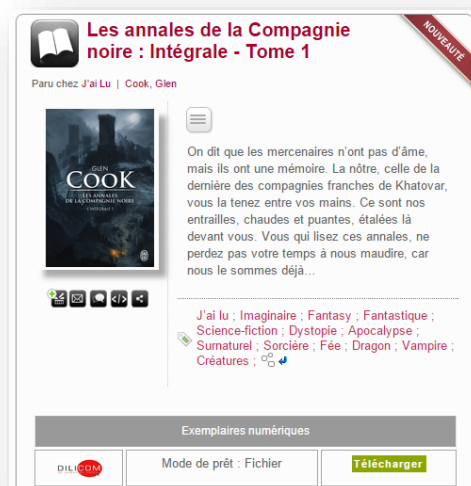 Les annales de la Compagnie
noire : Intégrale - Tome 1
NOUVEAUTÉ
Paru chez J'ai Lu | Cook, Glen
GLEN
COOK
LES ANNALES
DE LA COMPAGNIE NOIRE
On dit que les mercenaires n'ont pas d'âme,
mais ils ont une mémoire. La nôtre, celle de la
dernière des compagnies franches de Khatovar,
vous la tenez entre vos mains. Ce sont nos
entrailles, chaudes et puantes, étalées là
devant vous. Vous qui lisez ces annales, ne
perdez pas votre temps à nous maudire, car
nous le sommes déjà...
J'ai lu ; Imaginaire ; Fantasy ; Fantastique ;
Science-fiction ; Dystopie ; Apocalypse ;
Surnaturel ; Sorcière ; Fée ; Dragon ; Vampire ;
Créatures ;
Exemplaires numériques
DILICOM
Mode de prêt : Fichier
Télécharger